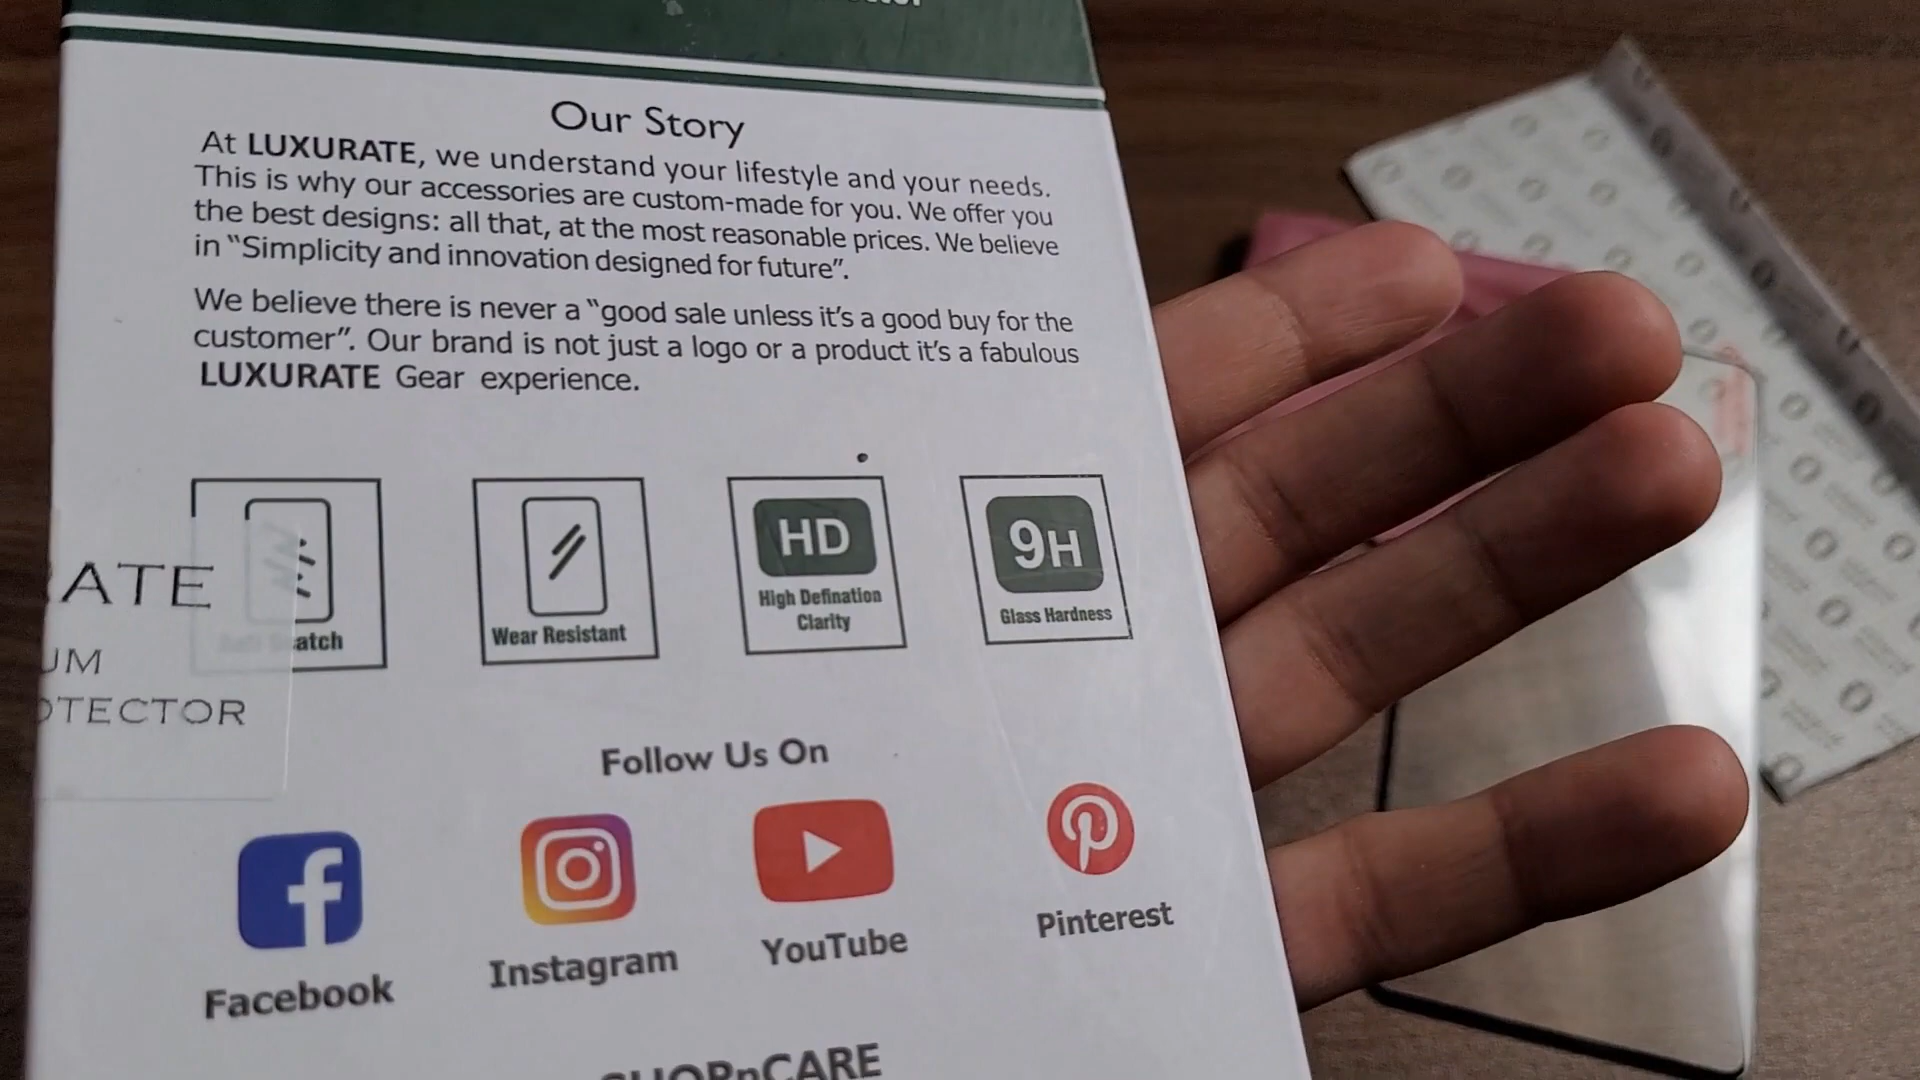 Our Story
At LUXURATE, we understand your lifestyle and your needs.
This is why our accessories are custom-made for you. We offer you
the best designs: all that, at the most reasonable prices. We believe
in "Simplicity and innovation designed for future".
We believe there is never a "good sale unless it's a good buy for the
customer". Our brand is not just a logo or a product it's a fabulous
LUXURATE Gear experience.
atch
Wear Resistant
HD
High Defination
Clarity
9H
Glass Hardness
ATE
UM
OTECTOR
Follow Us On
Facebook
Instagram
YouTube
Pinterest
SHOPnCARE